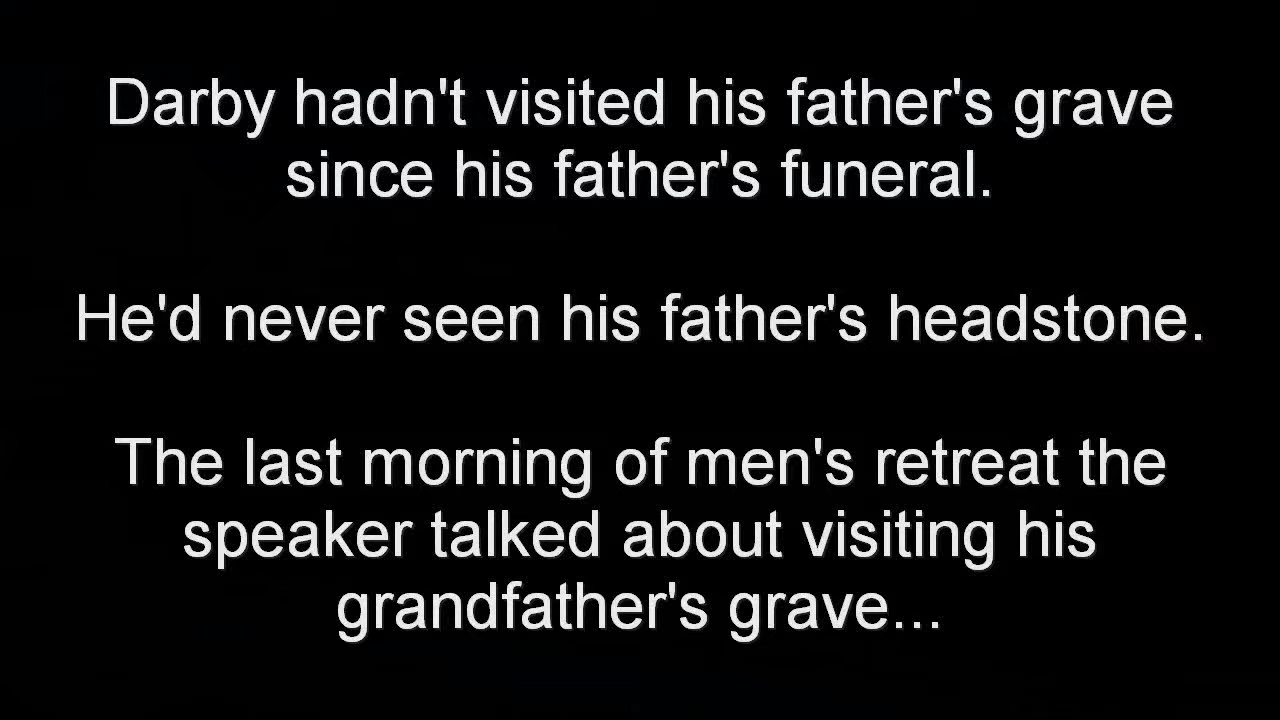 Darby hadn't visited his father's grave
since his father's funeral.
He'd never seen his father's headstone.
The last morning of men's retreat the
speaker talked about visiting his
grandfather's grave...